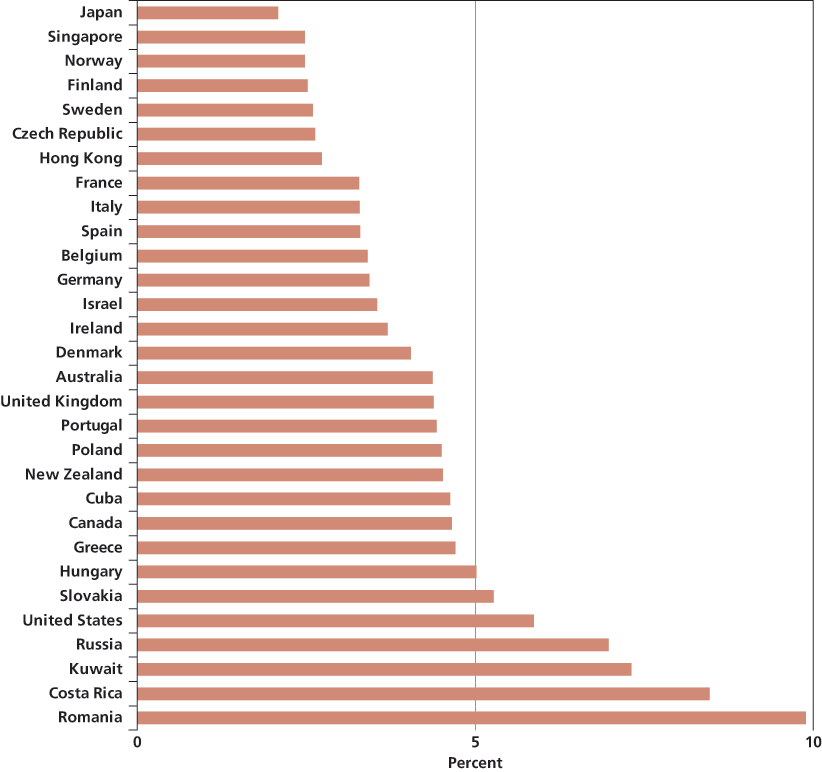 Japan
Singapore
Norway
Finland
Sweden
Czech Republic
Hong Kong
France
Italy
Spain
Belgium
Germany
Israel
Ireland
Denmark
Australia
United Kingdom
Portugal
Poland
New Zealand
Cuba
Canada
Greece
Hungary
Slovakia
United States
Russia
Kuwait
Costa Rica
Romania
0 5 10
Percent